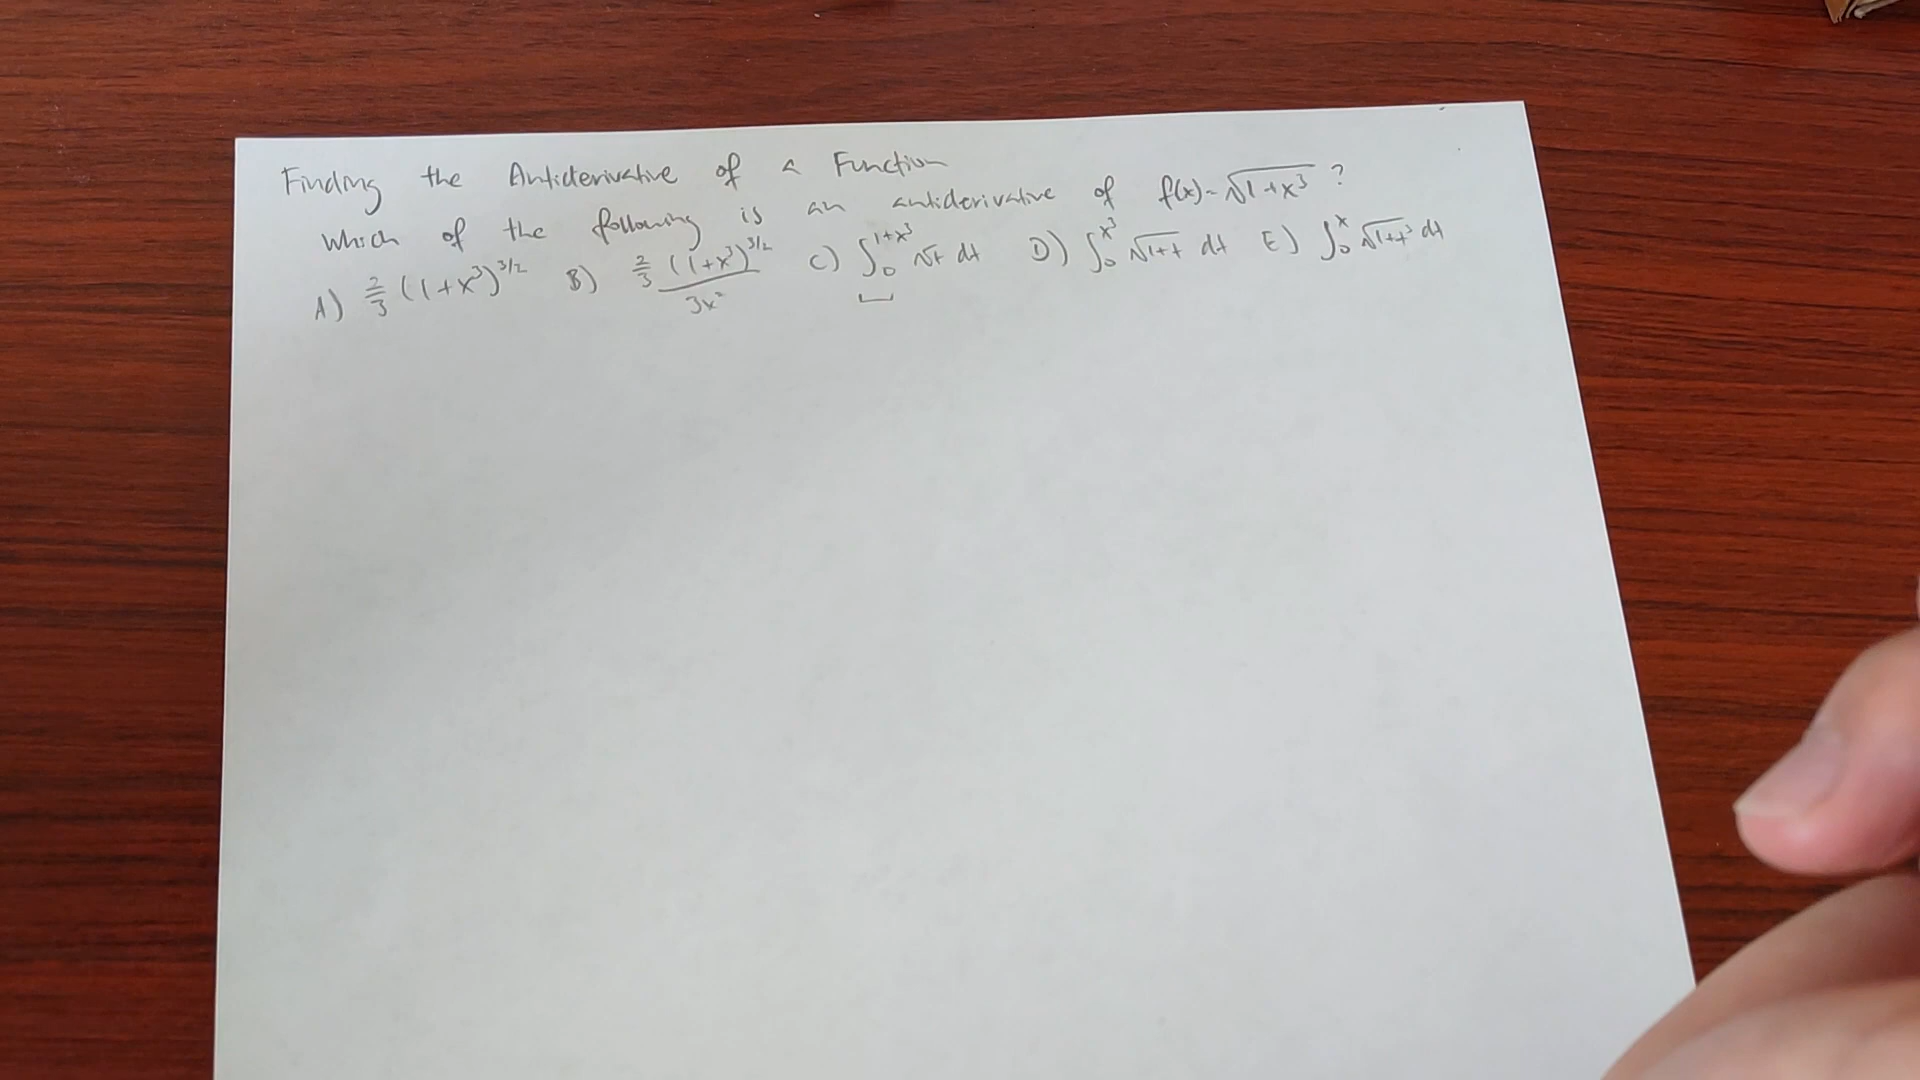 Finding the Antiderivative of a Function
Which of the following is an antiderivative of f(x)=√(1+x³) ?
A) 2/3 (1+x³)^3/2 B) 2/3 (1+x³)^3/2 / 3x² C) ∫₀^1+x³ √t dt D) ∫₀^x³ √(1+t) dt E) ∫₀^x √(1+t³) dt